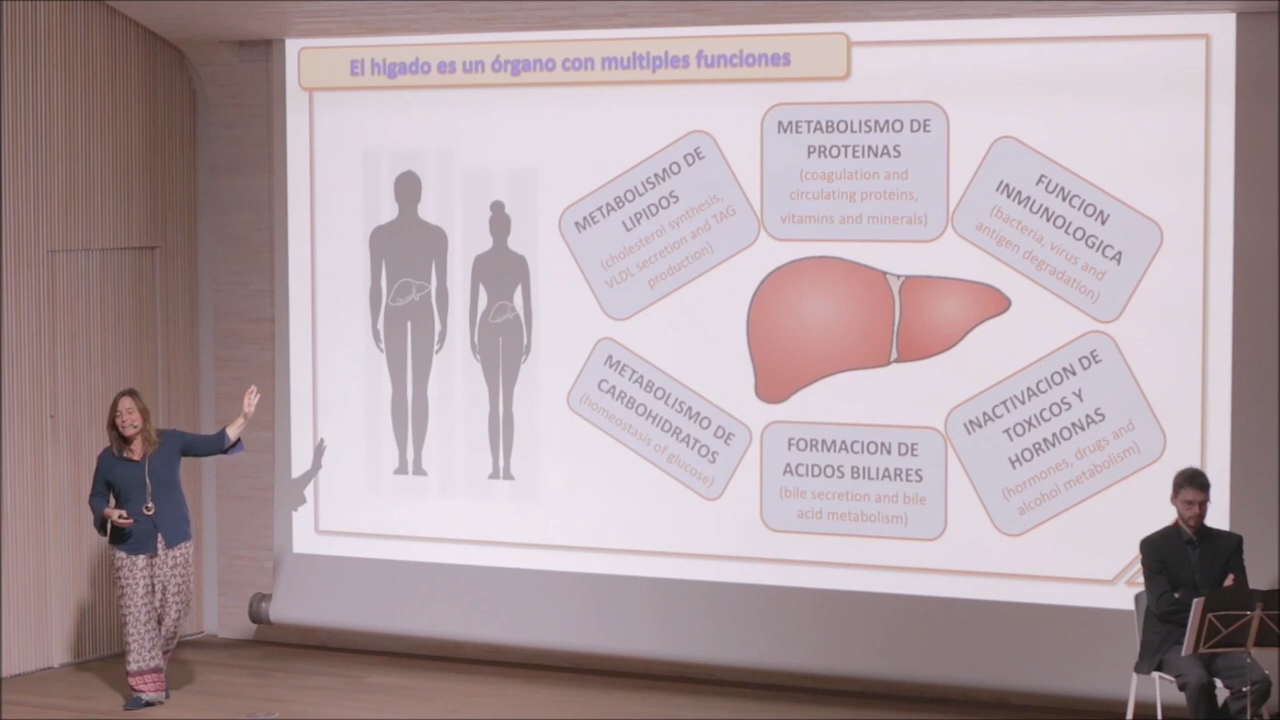 El higado es un órgano con multiples funciones
METABOLISMO DE
LIPIDOS
(cholesterol synthesis,
VLDL secretion and TAG
production)
METABOLISMO DE
PROTEINAS
(coagulation and
circulating proteins,
vitamins and minerals)
FUNCION
INMUNOLOGICA
(bacteria, virus and
antigen degradation)
METABOLISMO DE
CARBOHIDRATOS
(homeostasis of glucose)
FORMACION DE
ACIDOS BILIARES
(bile secretion and bile
acid metabolism)
INACTIVACION DE
TOXICOS Y
HORMONAS
(hormones, drugs and
alcohol metabolism)